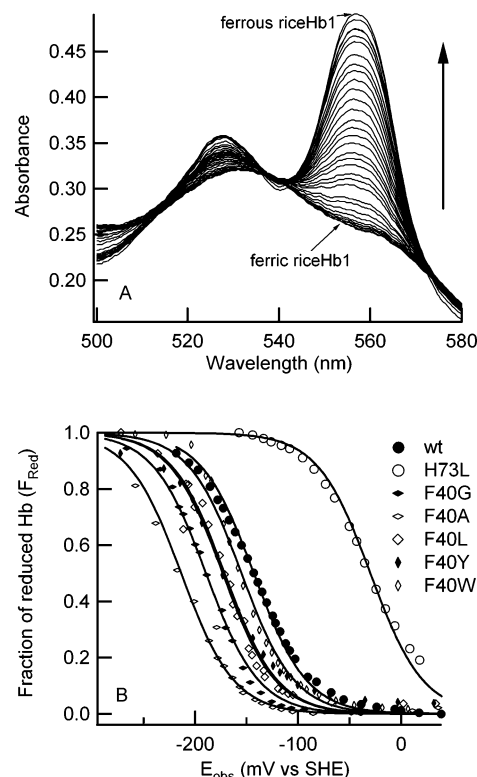 ferrous riceHb1
0.45
0.40
0.35
0.30
0.25
0.20
Absorbance
ferric riceHb1
A
500 520 540 560 580
Wavelength (nm)
1.0
0.8
0.6
0.4
0.2
0.0
Fraction of reduced Hb (FRed)
wt
H73L
F40G
F40A
F40L
F40Y
F40W
B
-200 -100 0
Eobs (mV vs SHE)